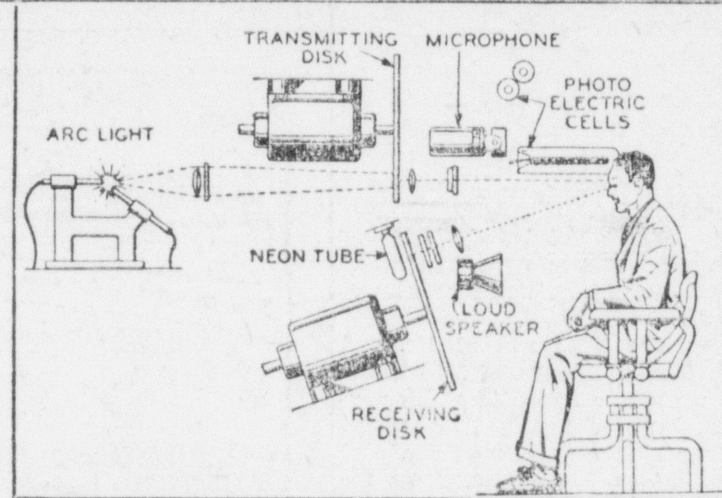 TRANSMITTING
DISK
MICROPHONE
PHOTO
ELECTRIC
CELLS
ARC LIGHT
NEON TUBE
LOUD
SPEAKER
RECEIVING
DISK